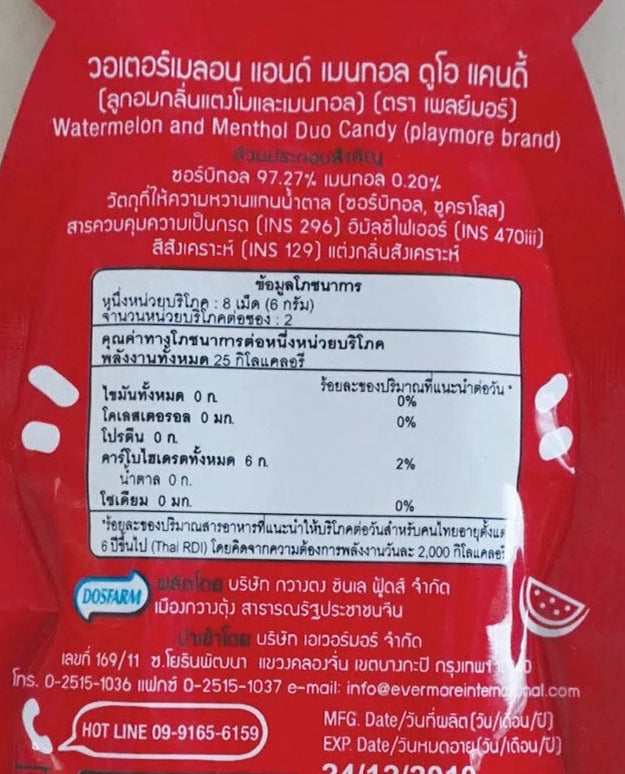 วอเตอร์เมลอน แอนด์ เมนทอล ดูโอ แคนดี้
(ลูกอมกลิ่นแตงโมและเมนทอล) (ตรา เพลย์มอร์)
Watermelon and Menthol Duo Candy (playmore brand)
ส่วนประกอบสำคัญ
ซอร์บิทอล 97.27% เมนทอล 0.20%
วัตถุที่ให้ความหวานแทนน้ำตาล (ซอร์บิทอล, ซูคราโลส)
สารควบคุมความเป็นกรด (INS 296) อิมัลซิไฟเออร์ (INS 470iii)
สีสังเคราะห์ (INS 129) แต่งกลิ่นสังเคราะห์
ข้อมูลโภชนาการ
หนึ่งหน่วยบริโภค : 8 เม็ด (6 กรัม)
จำนวนหน่วยบริโภคต่อซอง : 2
คุณค่าทางโภชนาการต่อหนึ่งหน่วยบริโภค
พลังงานทั้งหมด 25 กิโลแคลอรี
ร้อยละของปริมาณที่แนะนำต่อวัน *
ไขมันทั้งหมด 0 ก. 0%
โคเลสเตอรอล 0 มก. 0%
โปรตีน 0 ก.
คาร์โบไฮเดรตทั้งหมด 6 ก. 2%
น้ำตาล 0 ก.
โซเดียม 0 มก. 0%
*ร้อยละของปริมาณสารอาหารที่แนะนำให้บริโภคต่อวันสำหรับคนไทยอายุตั้งแต่
6 ปีขึ้นไป (Thai RDI) โดยคิดจากความต้องการพลังงานวันละ 2,000 กิโลแคลอรี
DOSFARM
ผลิตโดย บริษัท กวางตง ซินเล ฟู้ดส์ จำกัด
เมืองกวางตุ้ง สาธารณรัฐประชาชนจีน
นำเข้าโดย บริษัท เอเวอร์มอร์ จำกัด
เลขที่ 169/11 ซ.โยธินพัฒนา แขวงคลองจั่น เขตบางกะปิ
โทร. 0-2515-1036 แฟกซ์ 0-2515-1037 e-mail: info@evermoreinternational.com
HOT LINE 09-9165-6159
MFG. Date/วันที่ผลิต(วัน/เดือน/ปี)
EXP. Date/วันหมดอายุ(วัน/เดือน/ปี)